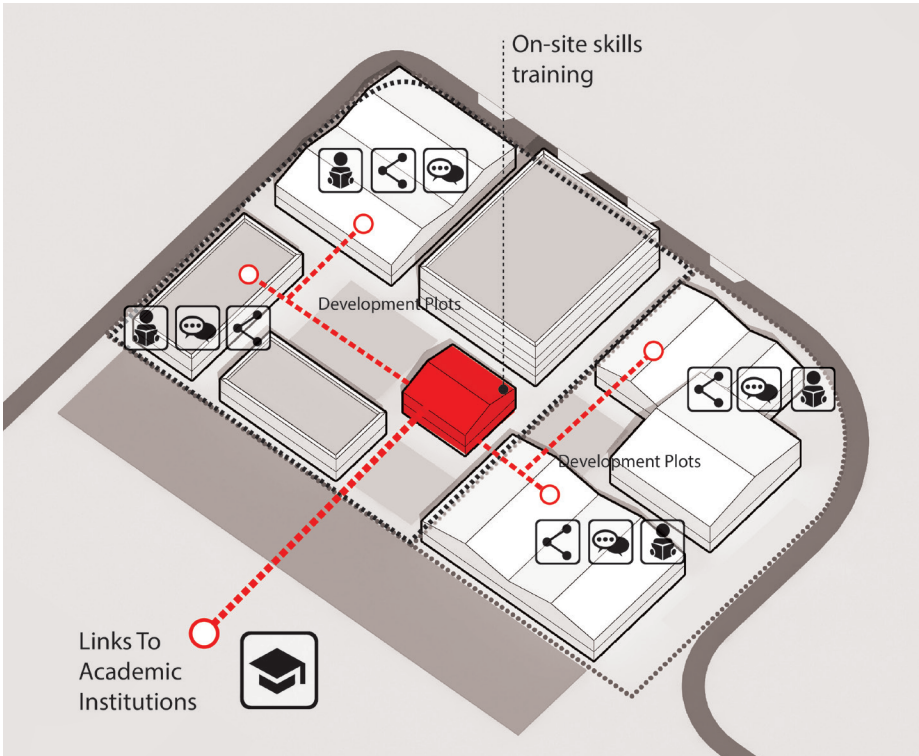 On-site skills
training
Development Plots
Development Plots
Links To
Academic
Institutions